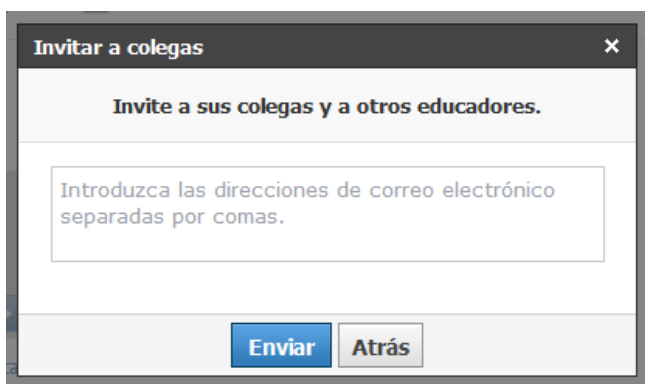 Invitar a colegas ×
Invite a sus colegas y a otros educadores.
Introduzca las direcciones de correo electrónico
separadas por comas.
Enviar Atrás